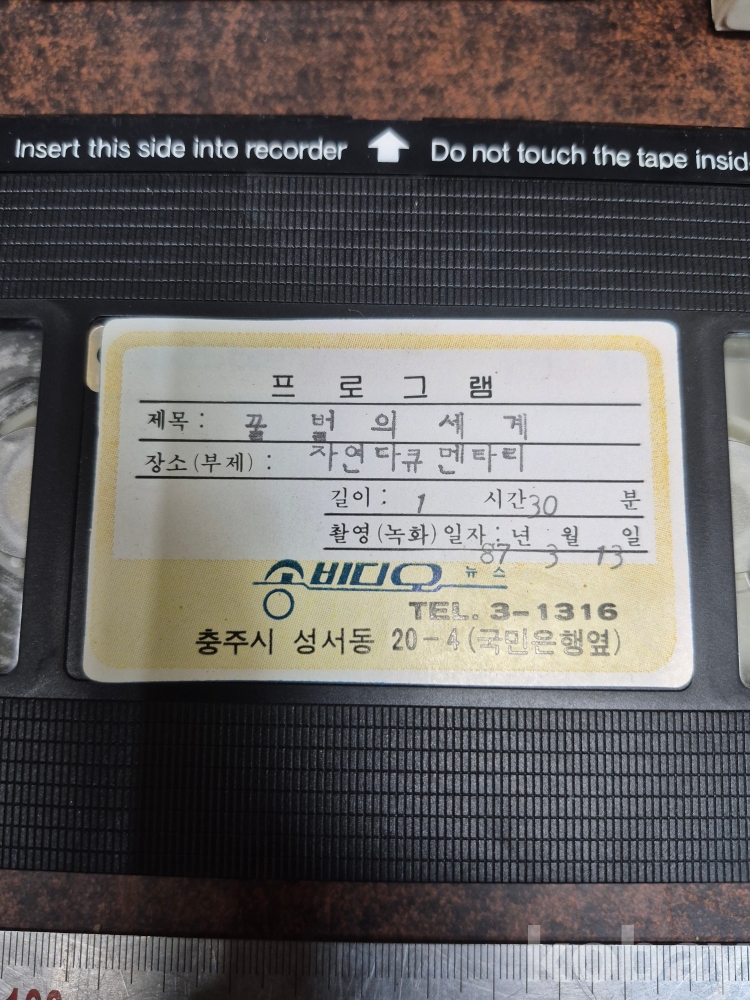 Insert this side into recorder Do not touch the tape insid
프 로 그 램
제목 : 꿀 벌 의 세 계
장소(부제) : 자연다큐멘타리
길이 : 1 시간 30 분
촬영(녹화)일자 : 년 월 일
87 3 13
송비디오 뉴스
TEL. 3-1316
충주시 성서동 20-4(국민은행옆)